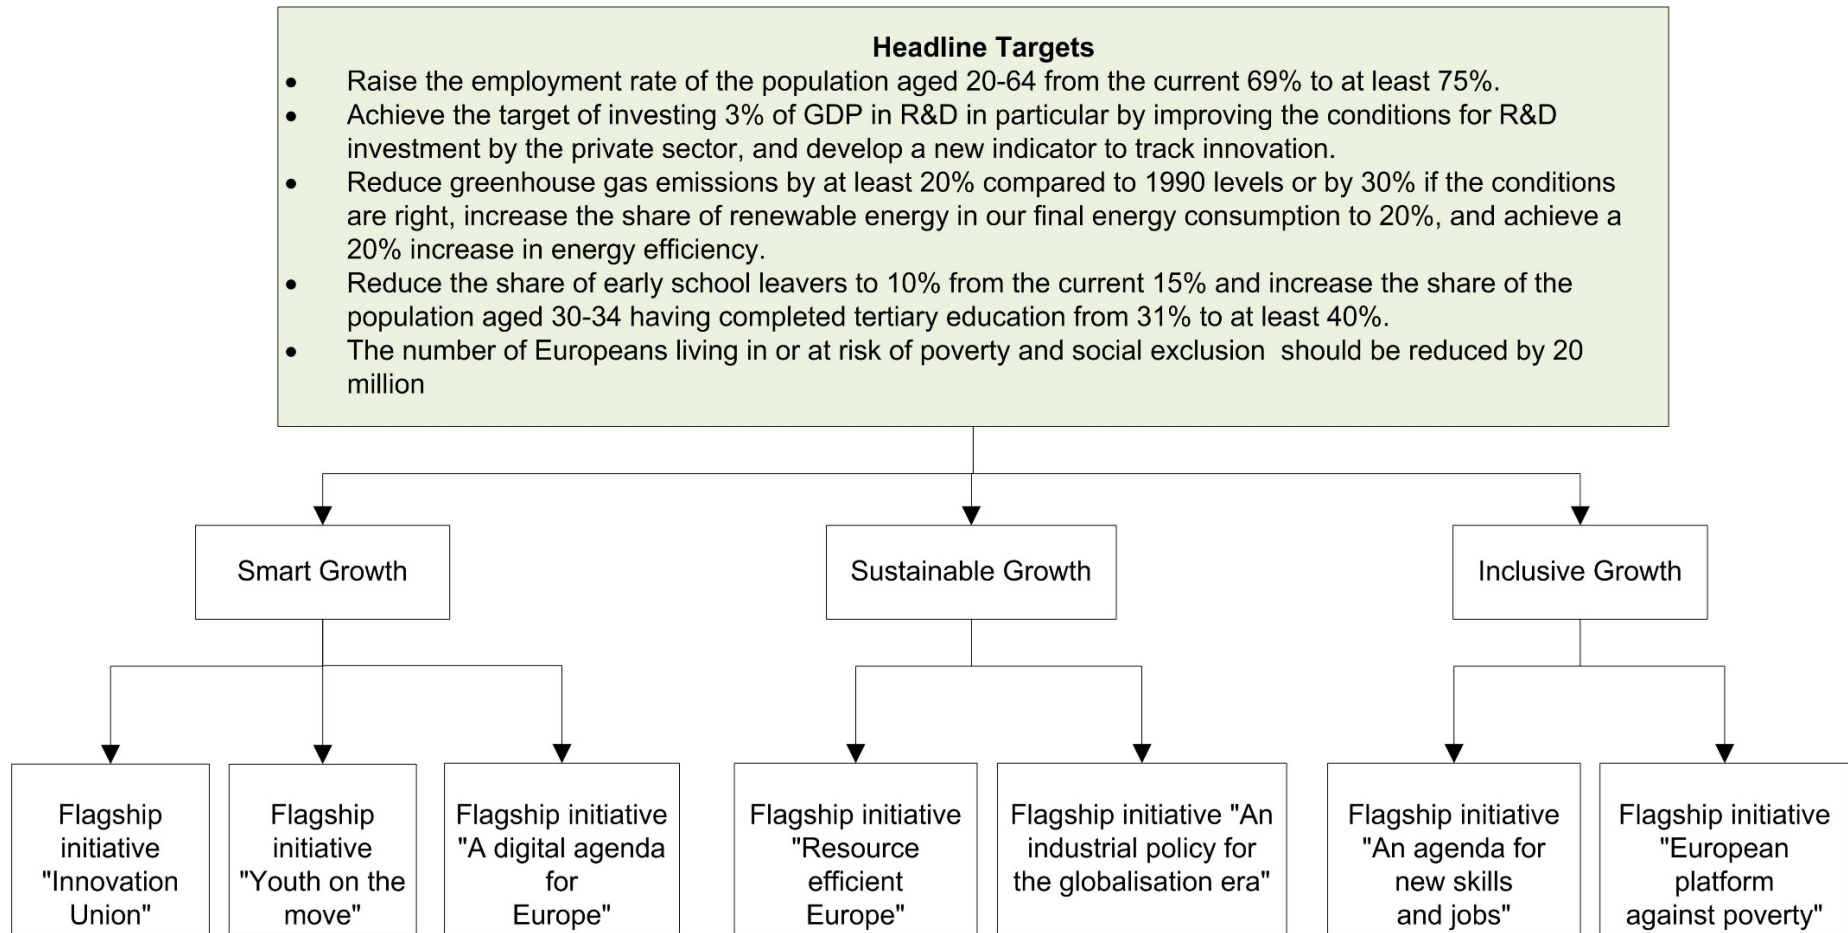 Headline Targets
• Raise the employment rate of the population aged 20-64 from the current 69% to at least 75%.
• Achieve the target of investing 3% of GDP in R&D in particular by improving the conditions for R&D
investment by the private sector, and develop a new indicator to track innovation.
• Reduce greenhouse gas emissions by at least 20% compared to 1990 levels or by 30% if the conditions
are right, increase the share of renewable energy in our final energy consumption to 20%, and achieve a
20% increase in energy efficiency.
• Reduce the share of early school leavers to 10% from the current 15% and increase the share of the
population aged 30-34 having completed tertiary education from 31% to at least 40%.
• The number of Europeans living in or at risk of poverty and social exclusion  should be reduced by 20
million
Smart Growth
Sustainable Growth
Inclusive Growth
Flagship
initiative
"Innovation
Union"
Flagship
initiative
"Youth on the
move"
Flagship initiative
"A digital agenda
for
Europe"
Flagship initiative
"Resource
efficient
Europe"
Flagship initiative "An
industrial policy for
the globalisation era"
Flagship initiative
"An agenda for
new skills
and jobs"
Flagship initiative
"European
platform
against poverty"